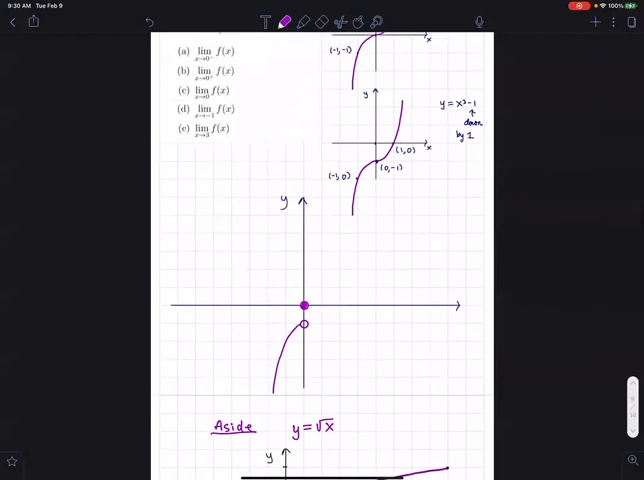 9:30 AM Tue Feb 9
100%
(a) lim x→0⁻ f(x)
(b) lim x→0⁺ f(x)
(c) lim x→0 f(x)
(d) lim x→−1 f(x)
(e) lim x→3 f(x)
x
(-1,-1)
y
y = x³-1
↑
down
by 1
(1,0)
x
(0,-1)
(-1,0)
y
Aside y = √x
y